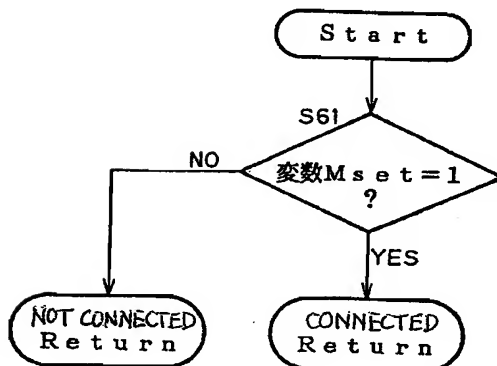 Start
S61
変数Mset=1
?
NO
YES
NOT CONNECTED
Return
CONNECTED
Return